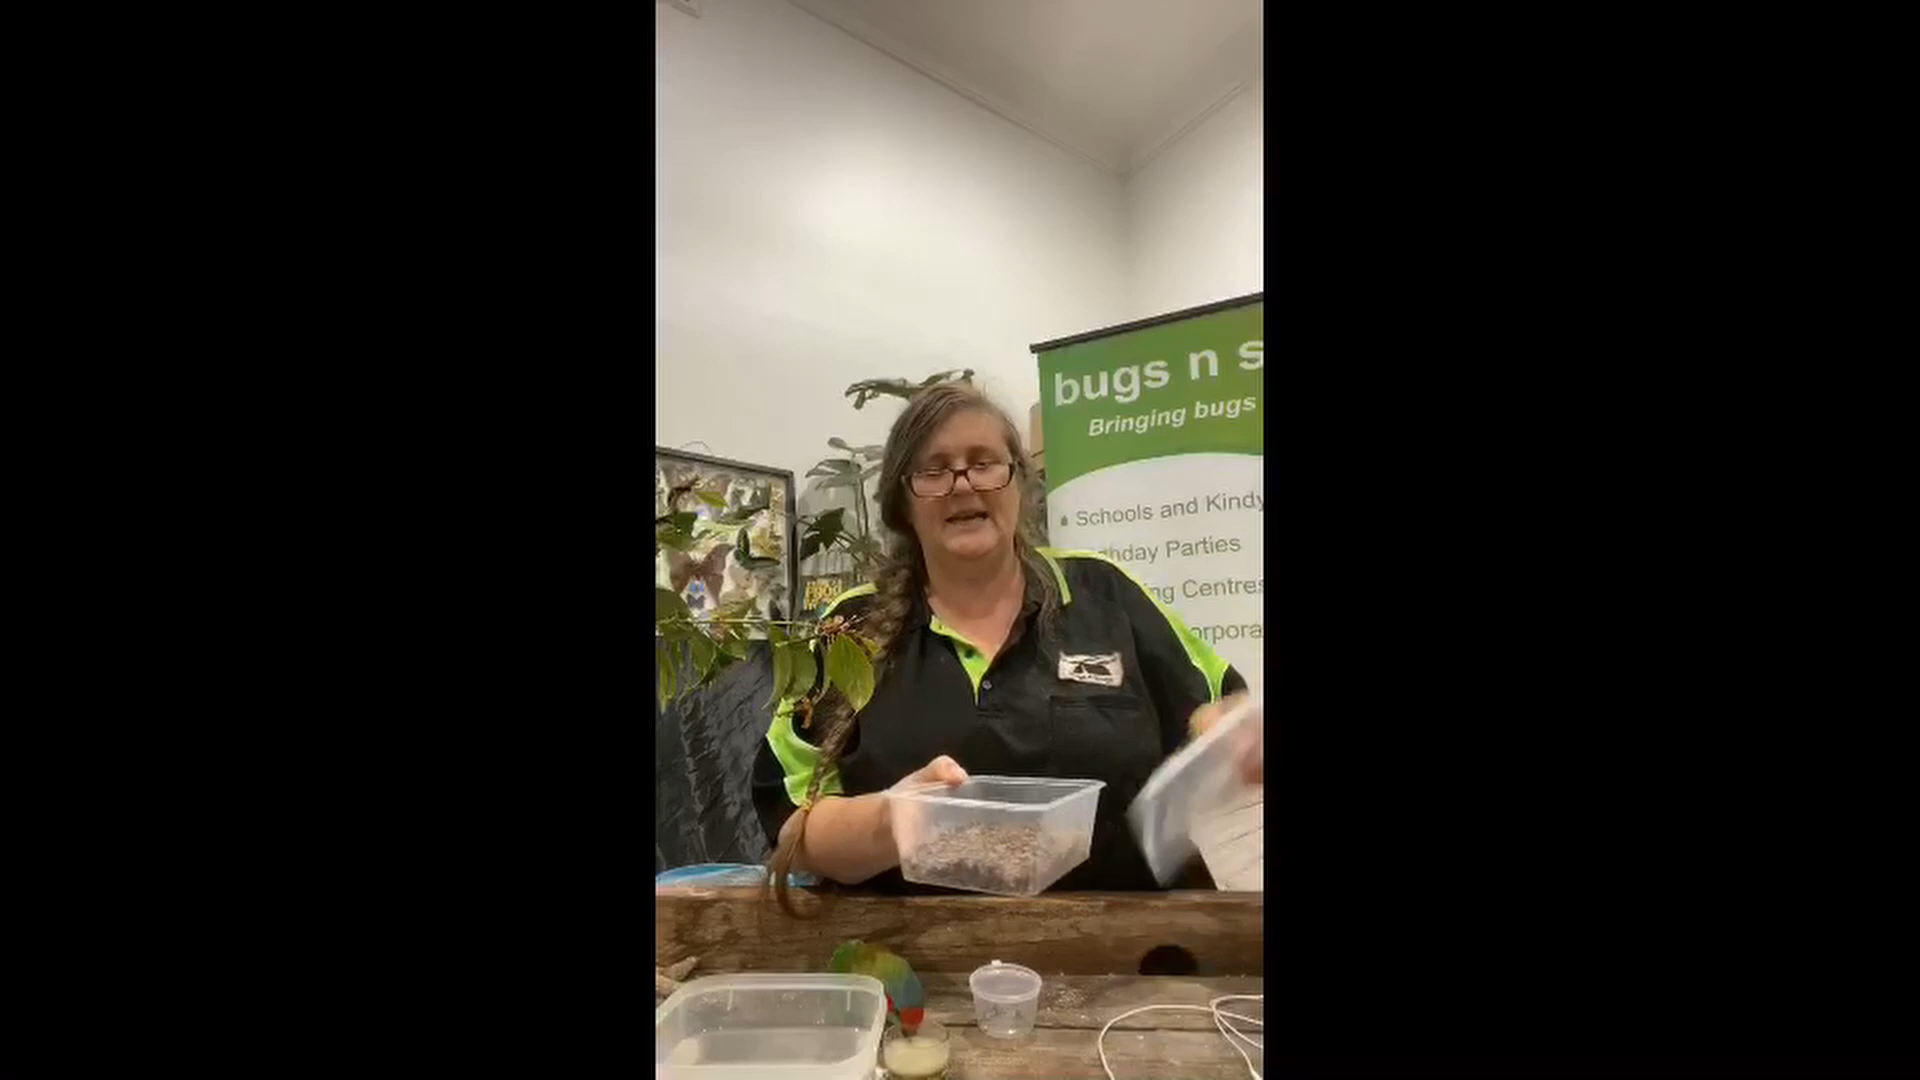 bugs n s
Bringing bugs
Schools and Kindy
hday Parties
ng Centres
orpora